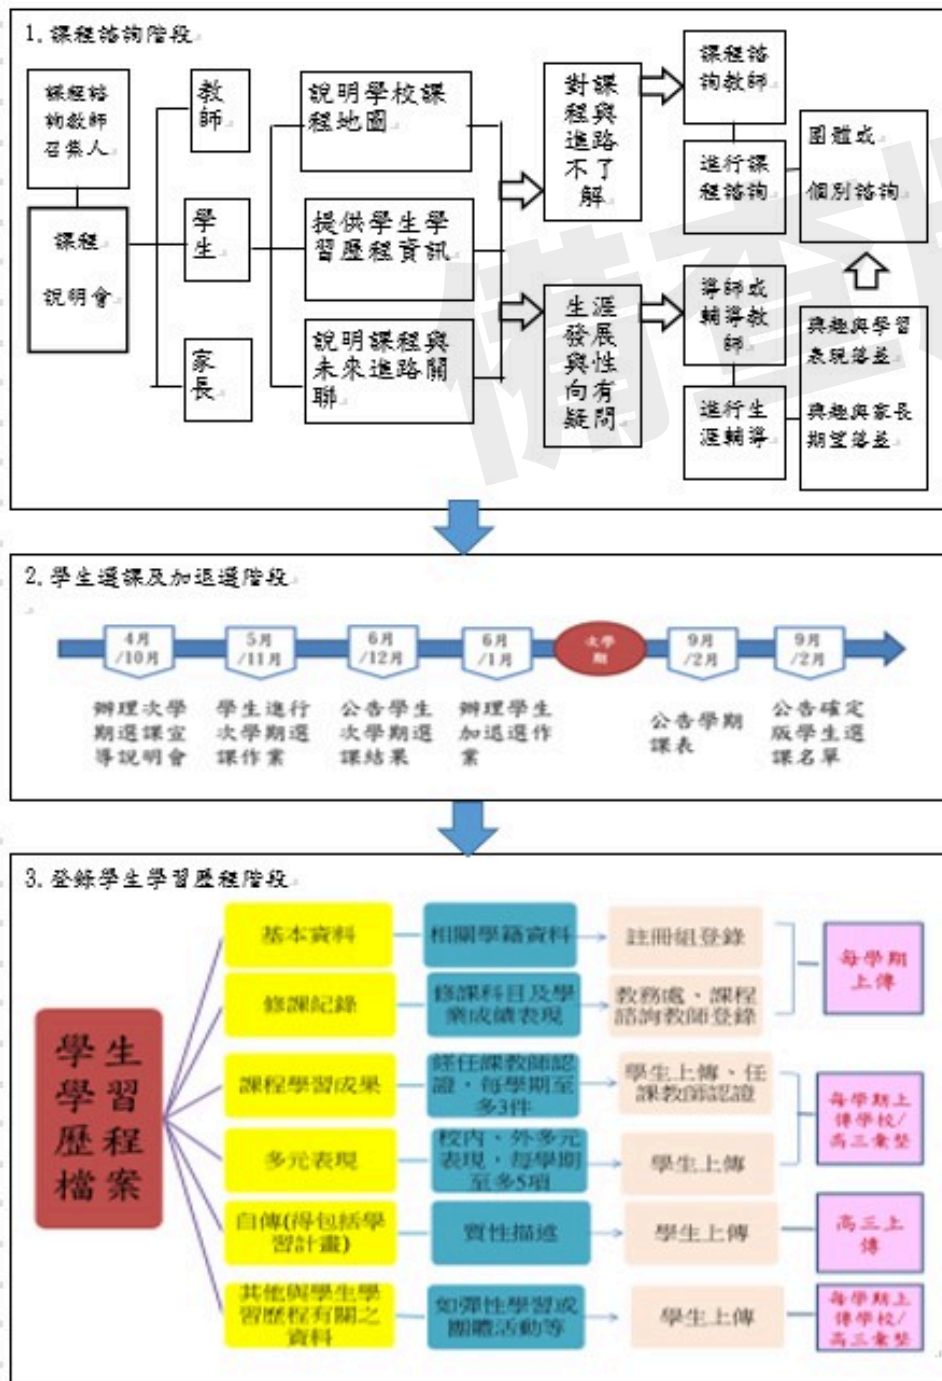 1. 課程諮詢階段
課程諮
詢教師
召集人
課程
說明會
教
師
學
生
家
長
說明學校課
程地圖
提供學生學
習歷程資訊
說明課程與
未來進路關
聯
對課
程與
進路
不了
解
生涯
發展
與性
向有
疑問
課程諮
詢教師
進行課
程諮詢
導師或
輔導教
師
進行生
涯輔導
團體或
個別諮詢
興趣與學習
表現落差
興趣與家長
期望落差
備查版
2. 學生選課及加退選階段
4月
/10月
5月
/11月
6月
/12月
6月
/1月
次學
期
9月
/2月
9月
/2月
辦理次學
期選課宣
導說明會
學生進行
次學期選
課作業
公告學生
次學期選
課結果
辦理學生
加退選作
業
公告學期
課表
公告確定
版學生選
課名單
3. 登錄學生學習歷程階段
學生
學習
歷程
檔案
基本資料
相關學籍資料
註冊組登錄
修課紀錄
修課科目及學
業成績表現
教務處、課程
諮詢教師登錄
每學期
上傳
課程學習成果
經任課教師認
證，每學期至
多3件
學生上傳、任
課教師認證
多元表現
校內、外多元
表現，每學期
至多5項
學生上傳
每學期上
傳學校/
高三彙整
自傳(得包括學
習計畫)
質性描述
學生上傳
高三上
傳
其他與學生學
習歷程有關之
資料
如彈性學習或
團體活動等
學生上傳
每學期上
傳學校/
高三彙整